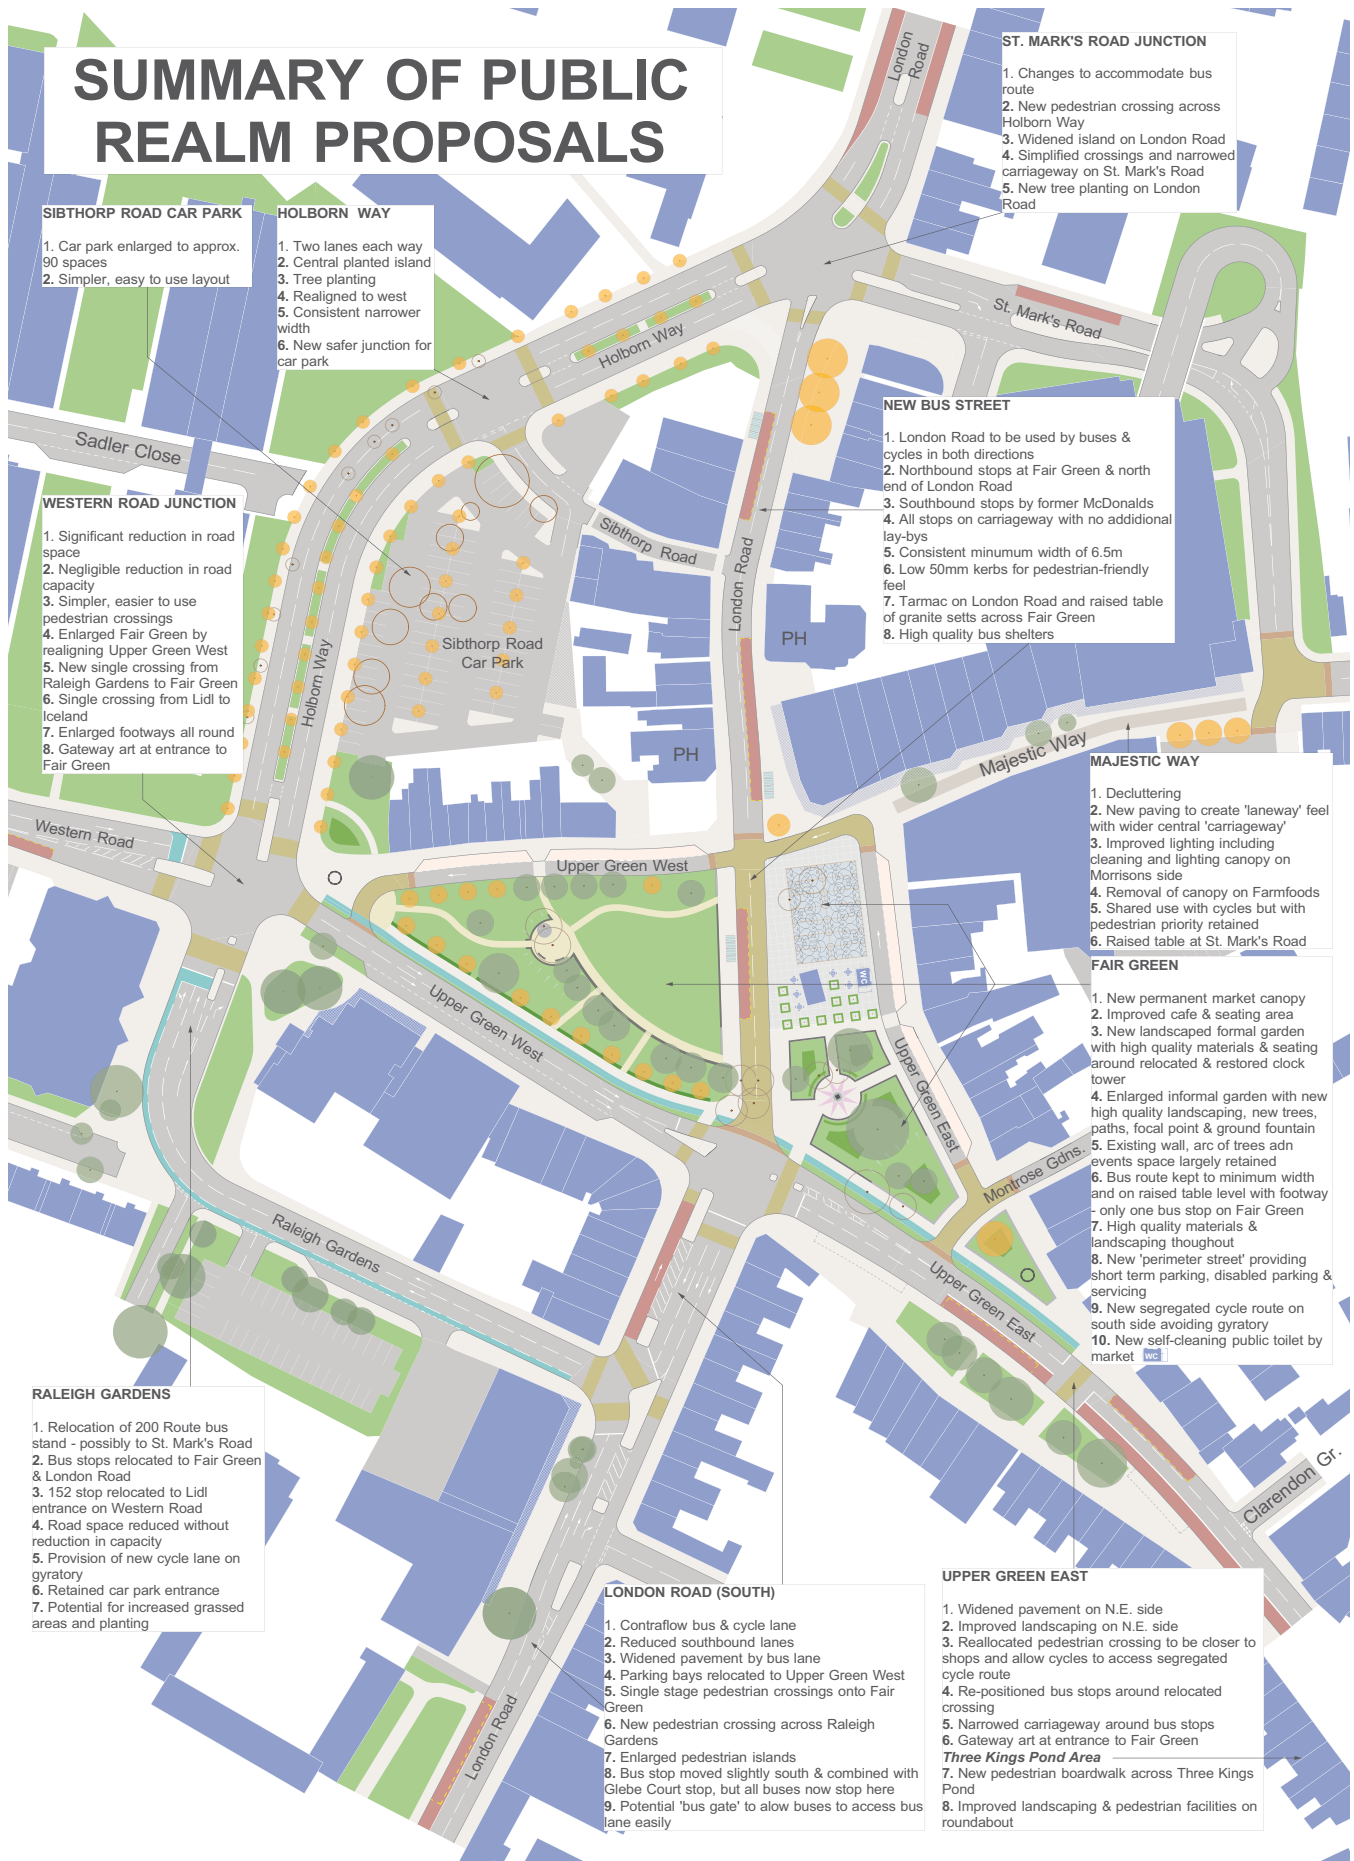 SUMMARY OF PUBLIC
REALM PROPOSALS
London
Road
ST. MARK'S ROAD JUNCTION
1. Changes to accommodate bus
route
2. New pedestrian crossing across
Holborn Way
3. Widened island on London Road
4. Simplified crossings and narrowed
carriageway on St. Mark's Road
5. New tree planting on London
Road
SIBTHORP ROAD CAR PARK
1. Car park enlarged to approx.
90 spaces
2. Simpler, easy to use layout
HOLBORN WAY
1. Two lanes each way
2. Central planted island
3. Tree planting
4. Realigned to west
5. Consistent narrower
width
6. New safer junction for
car park
Holborn Way
St. Mark's Road
NEW BUS STREET
1. London Road to be used by buses &
cycles in both directions
2. Northbound stops at Fair Green & north
end of London Road
3. Southbound stops by former McDonalds
4. All stops on carriageway with no addidional
lay-bys
5. Consistent minumum width of 6.5m
6. Low 50mm kerbs for pedestrian-friendly
feel
7. Tarmac on London Road and raised table
of granite setts across Fair Green
8. High quality bus shelters
Sadler Close
WESTERN ROAD JUNCTION
1. Significant reduction in road
space
2. Negligible reduction in road
capacity
3. Simpler, easier to use
pedestrian crossings
4. Enlarged Fair Green by
realigning Upper Green West
5. New single crossing from
Raleigh Gardens to Fair Green
6. Single crossing from Lidl to
Iceland
7. Enlarged footways all round
8. Gateway art at entrance to
Fair Green
Sibthorp Road
London Road
Sibthorp Road
Car Park
Holborn Way
PH
PH
Majestic Way
MAJESTIC WAY
1. Decluttering
2. New paving to create 'laneway' feel
with wider central 'carriageway'
3. Improved lighting including
cleaning and lighting canopy on
Morrisons side
4. Removal of canopy on Farmfoods
5. Shared use with cycles but with
pedestrian priority retained
6. Raised table at St. Mark's Road
Western Road
Upper Green West
WC
FAIR GREEN
1. New permanent market canopy
2. Improved cafe & seating area
3. New landscaped formal garden
with high quality materials & seating
around relocated & restored clock
tower
4. Enlarged informal garden with new
high quality landscaping, new trees,
paths, focal point & ground fountain
5. Existing wall, arc of trees adn
events space largely retained
6. Bus route kept to minimum width
and on raised table level with footway
- only one bus stop on Fair Green
7. High quality materials &
landscaping thoughout
8. New 'perimeter street' providing
short term parking, disabled parking &
servicing
9. New segregated cycle route on
south side avoiding gyratory
10. New self-cleaning public toilet by
market WC
Upper Green West
Upper Green East
Montrose Gdns.
Raleigh Gardens
Upper Green East
RALEIGH GARDENS
1. Relocation of 200 Route bus
stand - possibly to St. Mark's Road
2. Bus stops relocated to Fair Green
& London Road
3. 152 stop relocated to Lidl
entrance on Western Road
4. Road space reduced without
reduction in capacity
5. Provision of new cycle lane on
gyratory
6. Retained car park entrance
7. Potential for increased grassed
areas and planting
Clarendon Gr.
London Road
LONDON ROAD (SOUTH)
1. Contraflow bus & cycle lane
2. Reduced southbound lanes
3. Widened pavement by bus lane
4. Parking bays relocated to Upper Green West
5. Single stage pedestrian crossings onto Fair
Green
6. New pedestrian crossing across Raleigh
Gardens
7. Enlarged pedestrian islands
8. Bus stop moved slightly south & combined with
Glebe Court stop, but all buses now stop here
9. Potential 'bus gate' to alow buses to access bus
lane easily
UPPER GREEN EAST
1. Widened pavement on N.E. side
2. Improved landscaping on N.E. side
3. Reallocated pedestrian crossing to be closer to
shops and allow cycles to access segregated
cycle route
4. Re-positioned bus stops around relocated
crossing
5. Narrowed carriageway around bus stops
6. Gateway art at entrance to Fair Green
Three Kings Pond Area
7. New pedestrian boardwalk across Three Kings
Pond
8. Improved landscaping & pedestrian facilities on
roundabout